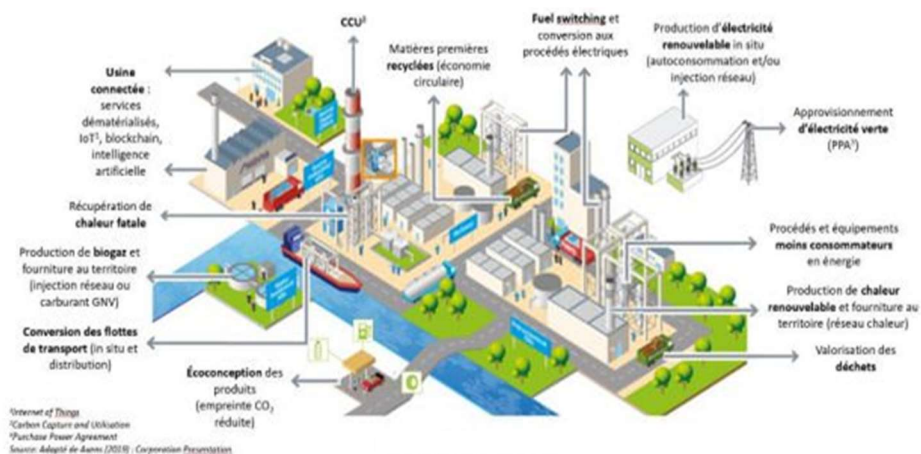 CCU²
Fuel switching et
conversion aux
procédés électriques
Production d'électricité
renouvelable in situ
(autoconsommation et/ou
injection réseau)
Matières premières
recyclées (économie
circulaire)
Usine
connectée :
services
dématérialisés,
IoT¹, blockchain,
intelligence
artificielle
Approvisionnement
d'électricité verte
(PPA³)
Récupération de
chaleur fatale
Procédés et équipements
moins consommateurs
en énergie
Production de biogaz et
fourniture au territoire
(injection réseau ou
carburant GNV)
Production de chaleur
renouvelable et fourniture au
territoire (réseau chaleur)
Conversion des flottes
de transport (in situ et
distribution)
Valorisation des
déchets
Écoconception des
produits
(empreinte CO₂
réduite)
¹Internet of Things
²Carbon Capture and Utilisation
³Purchase Power Agreement
Source: Adapté de (2019) : Corporation Presentation